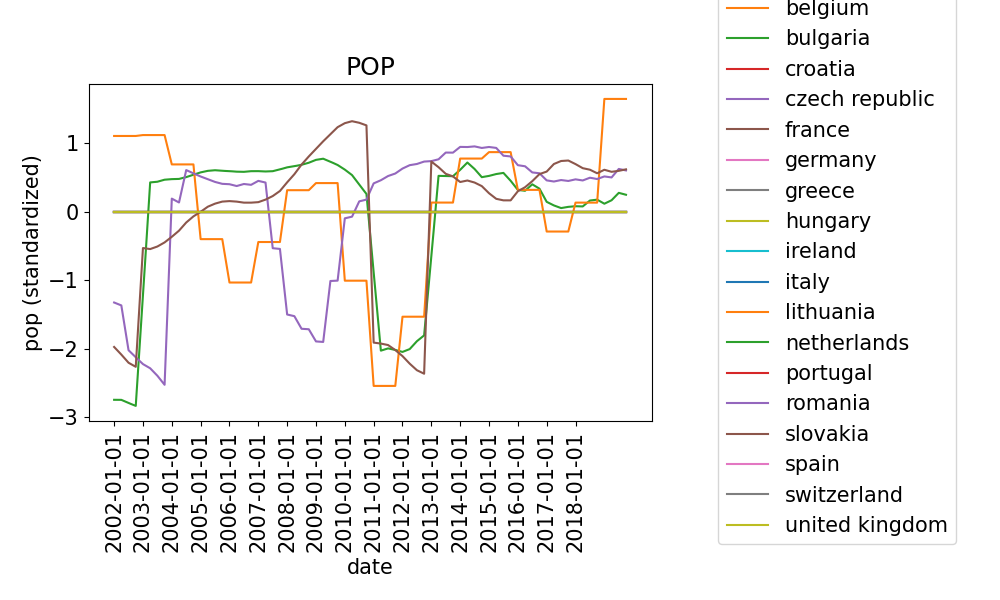 POP
pop (standardized)
1
0
−1
−2
−3
2002-01-01
2003-01-01
2004-01-01
2005-01-01
2006-01-01
2007-01-01
2008-01-01
2009-01-01
2010-01-01
2011-01-01
2012-01-01
2013-01-01
2014-01-01
2015-01-01
2016-01-01
2017-01-01
2018-01-01
date
belgium
bulgaria
croatia
czech republic
france
germany
greece
hungary
ireland
italy
lithuania
netherlands
portugal
romania
slovakia
spain
switzerland
united kingdom